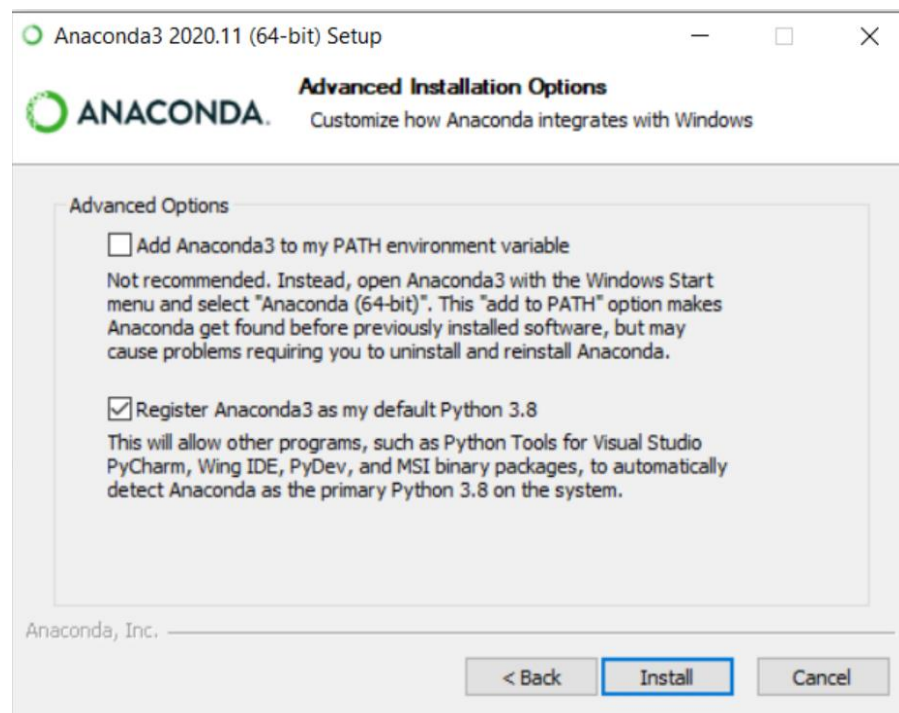 Anaconda3 2020.11 (64-bit) Setup
ANACONDA.
Advanced Installation Options
Customize how Anaconda integrates with Windows
Advanced Options
Add Anaconda3 to my PATH environment variable
Not recommended. Instead, open Anaconda3 with the Windows Start
menu and select "Anaconda (64-bit)". This "add to PATH" option makes
Anaconda get found before previously installed software, but may
cause problems requiring you to uninstall and reinstall Anaconda.
Register Anaconda3 as my default Python 3.8
This will allow other programs, such as Python Tools for Visual Studio
PyCharm, Wing IDE, PyDev, and MSI binary packages, to automatically
detect Anaconda as the primary Python 3.8 on the system.
Anaconda, Inc.
< Back
Install
Cancel